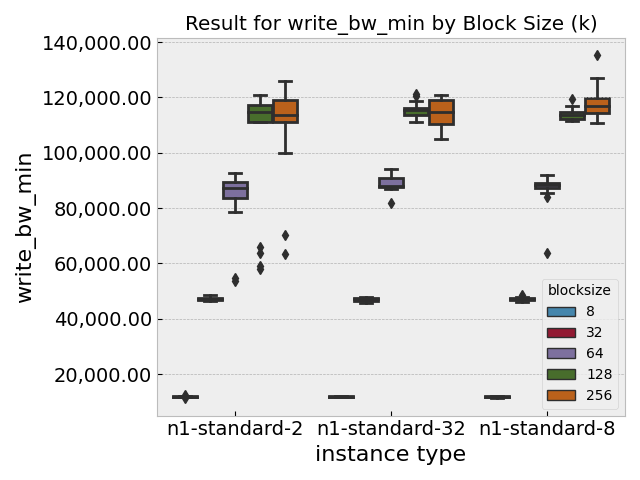 Result for write_bw_min by Block Size (k)
write_bw_min
140,000.00
120,000.00
100,000.00
80,000.00
60,000.00
40,000.00
20,000.00
blocksize
8
32
64
128
256
n1-standard-2 n1-standard-32 n1-standard-8
instance type